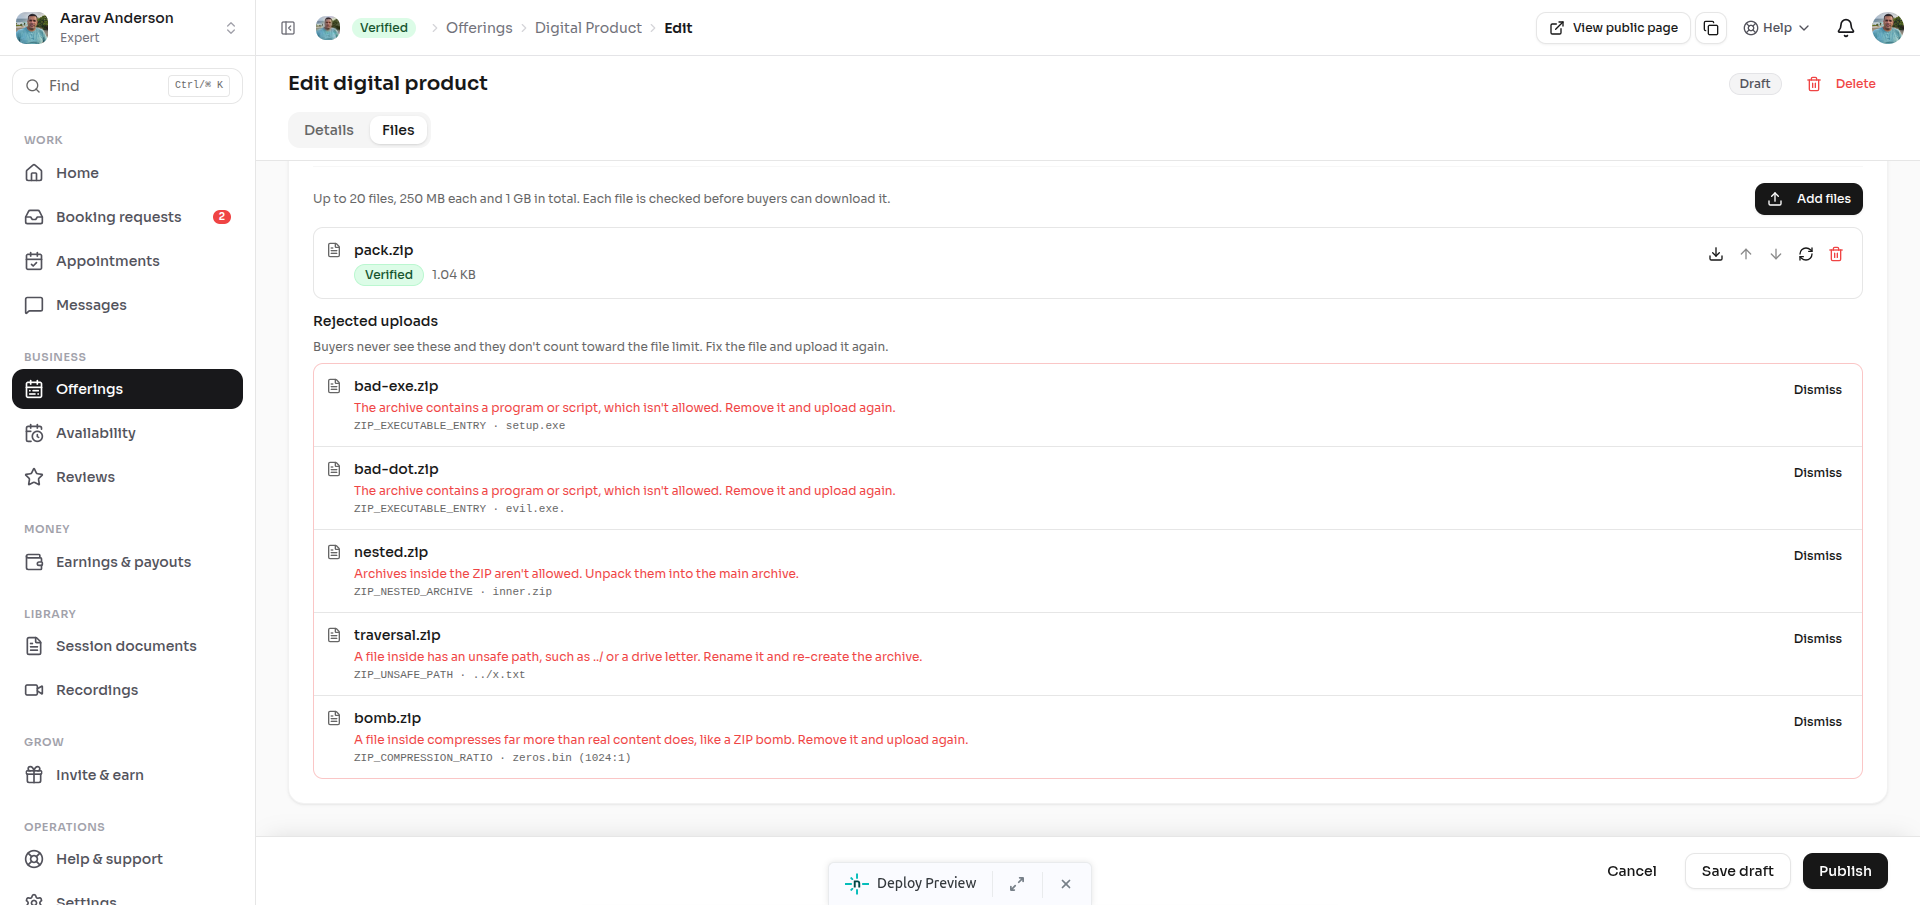 Aarav Anderson
Expert
Verified
Offerings
Digital Product
Edit
View public page
Help
Find
Ctrl/⌘ K
Edit digital product
Draft
Delete
Details
Files
WORK
Home
Booking requests
2
Appointments
Messages
BUSINESS
Offerings
Availability
Reviews
MONEY
Earnings & payouts
LIBRARY
Session documents
Recordings
GROW
Invite & earn
OPERATIONS
Help & support
Settings
Up to 20 files, 250 MB each and 1 GB in total. Each file is checked before buyers can download it.
Add files
pack.zip
Verified
1.04 KB
Rejected uploads
Buyers never see these and they don't count toward the file limit. Fix the file and upload it again.
bad-exe.zip
Dismiss
The archive contains a program or script, which isn't allowed. Remove it and upload again.
ZIP_EXECUTABLE_ENTRY · setup.exe
bad-dot.zip
Dismiss
The archive contains a program or script, which isn't allowed. Remove it and upload again.
ZIP_EXECUTABLE_ENTRY · evil.exe.
nested.zip
Dismiss
Archives inside the ZIP aren't allowed. Unpack them into the main archive.
ZIP_NESTED_ARCHIVE · inner.zip
traversal.zip
Dismiss
A file inside has an unsafe path, such as ../ or a drive letter. Rename it and re-create the archive.
ZIP_UNSAFE_PATH · ../x.txt
bomb.zip
Dismiss
A file inside compresses far more than real content does, like a ZIP bomb. Remove it and upload again.
ZIP_COMPRESSION_RATIO · zeros.bin (1024:1)
Deploy Preview
Cancel
Save draft
Publish